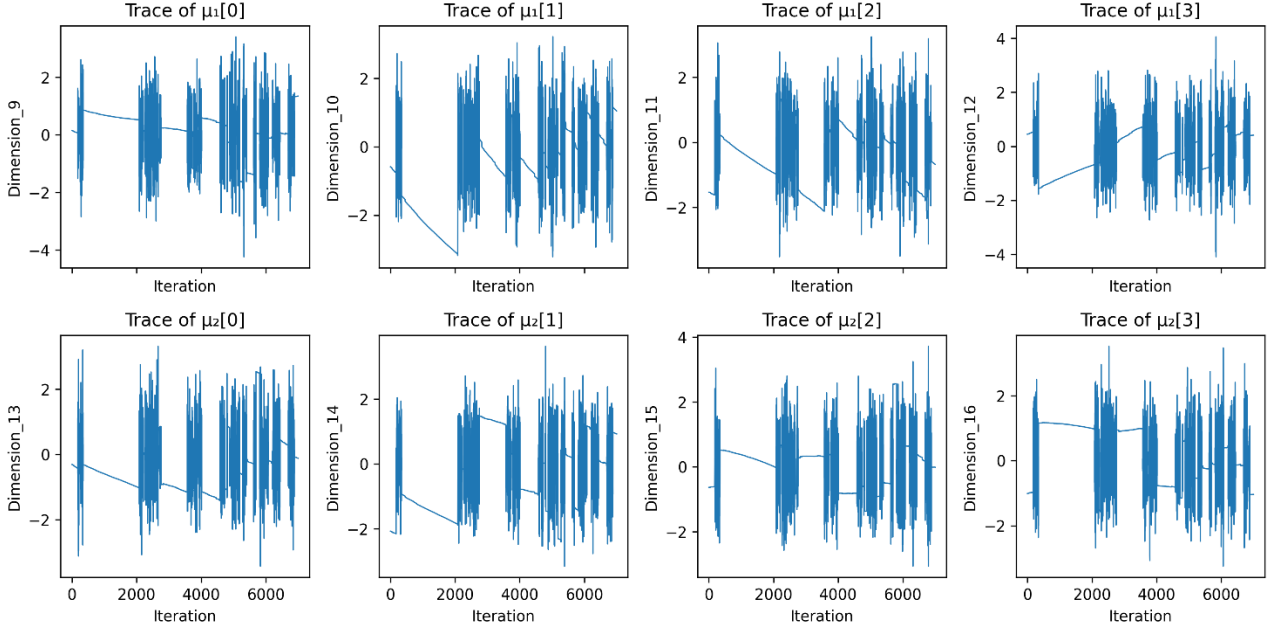 Trace of μ₁[0]
Dimension_9
2
0
−2
−4
Iteration
Trace of μ₁[1]
Dimension_10
2
0
−2
Iteration
Trace of μ₁[2]
Dimension_11
2
0
−2
Iteration
Trace of μ₁[3]
Dimension_12
4
2
0
−2
−4
Iteration
Trace of μ₂[0]
Dimension_13
2
0
−2
0 2000 4000 6000
Iteration
Trace of μ₂[1]
Dimension_14
4
2
0
−2
0 2000 4000 6000
Iteration
Trace of μ₂[2]
Dimension_15
4
2
0
−2
0 2000 4000 6000
Iteration
Trace of μ₂[3]
Dimension_16
2
0
−2
0 2000 4000 6000
Iteration